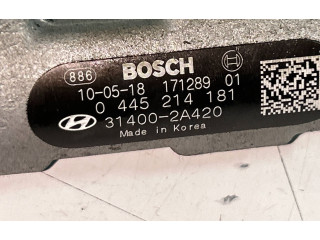 886 BOSCH
10-05-18 171289 01
0 445 214 181
31400-2A420
Made in Korea